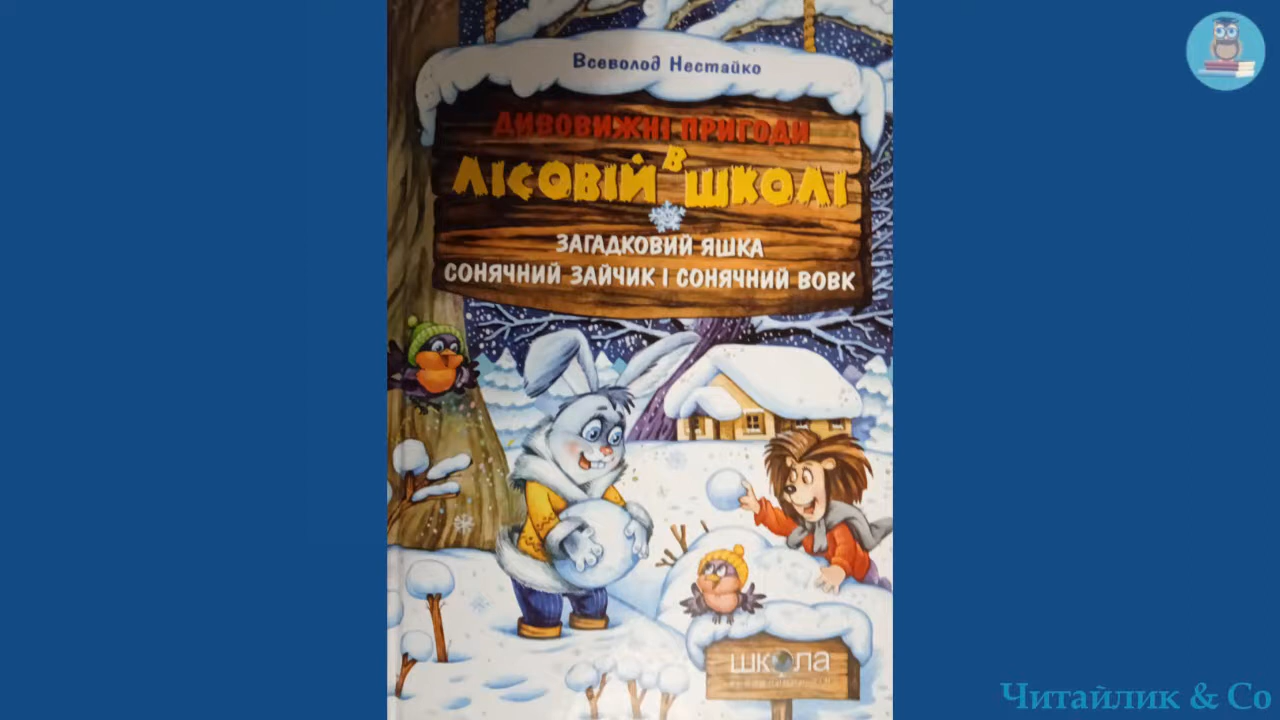 Всеволод Нестайко
ДИВОВИЖНІ ПРИГОДИ
В
ЛІСОВІЙ ШКОЛІ
ЗАГАДКОВИЙ ЯШКА
СОНЯЧНИЙ ЗАЙЧИК І СОНЯЧНИЙ ВОВК
ШКОЛА
Читайлик & Co